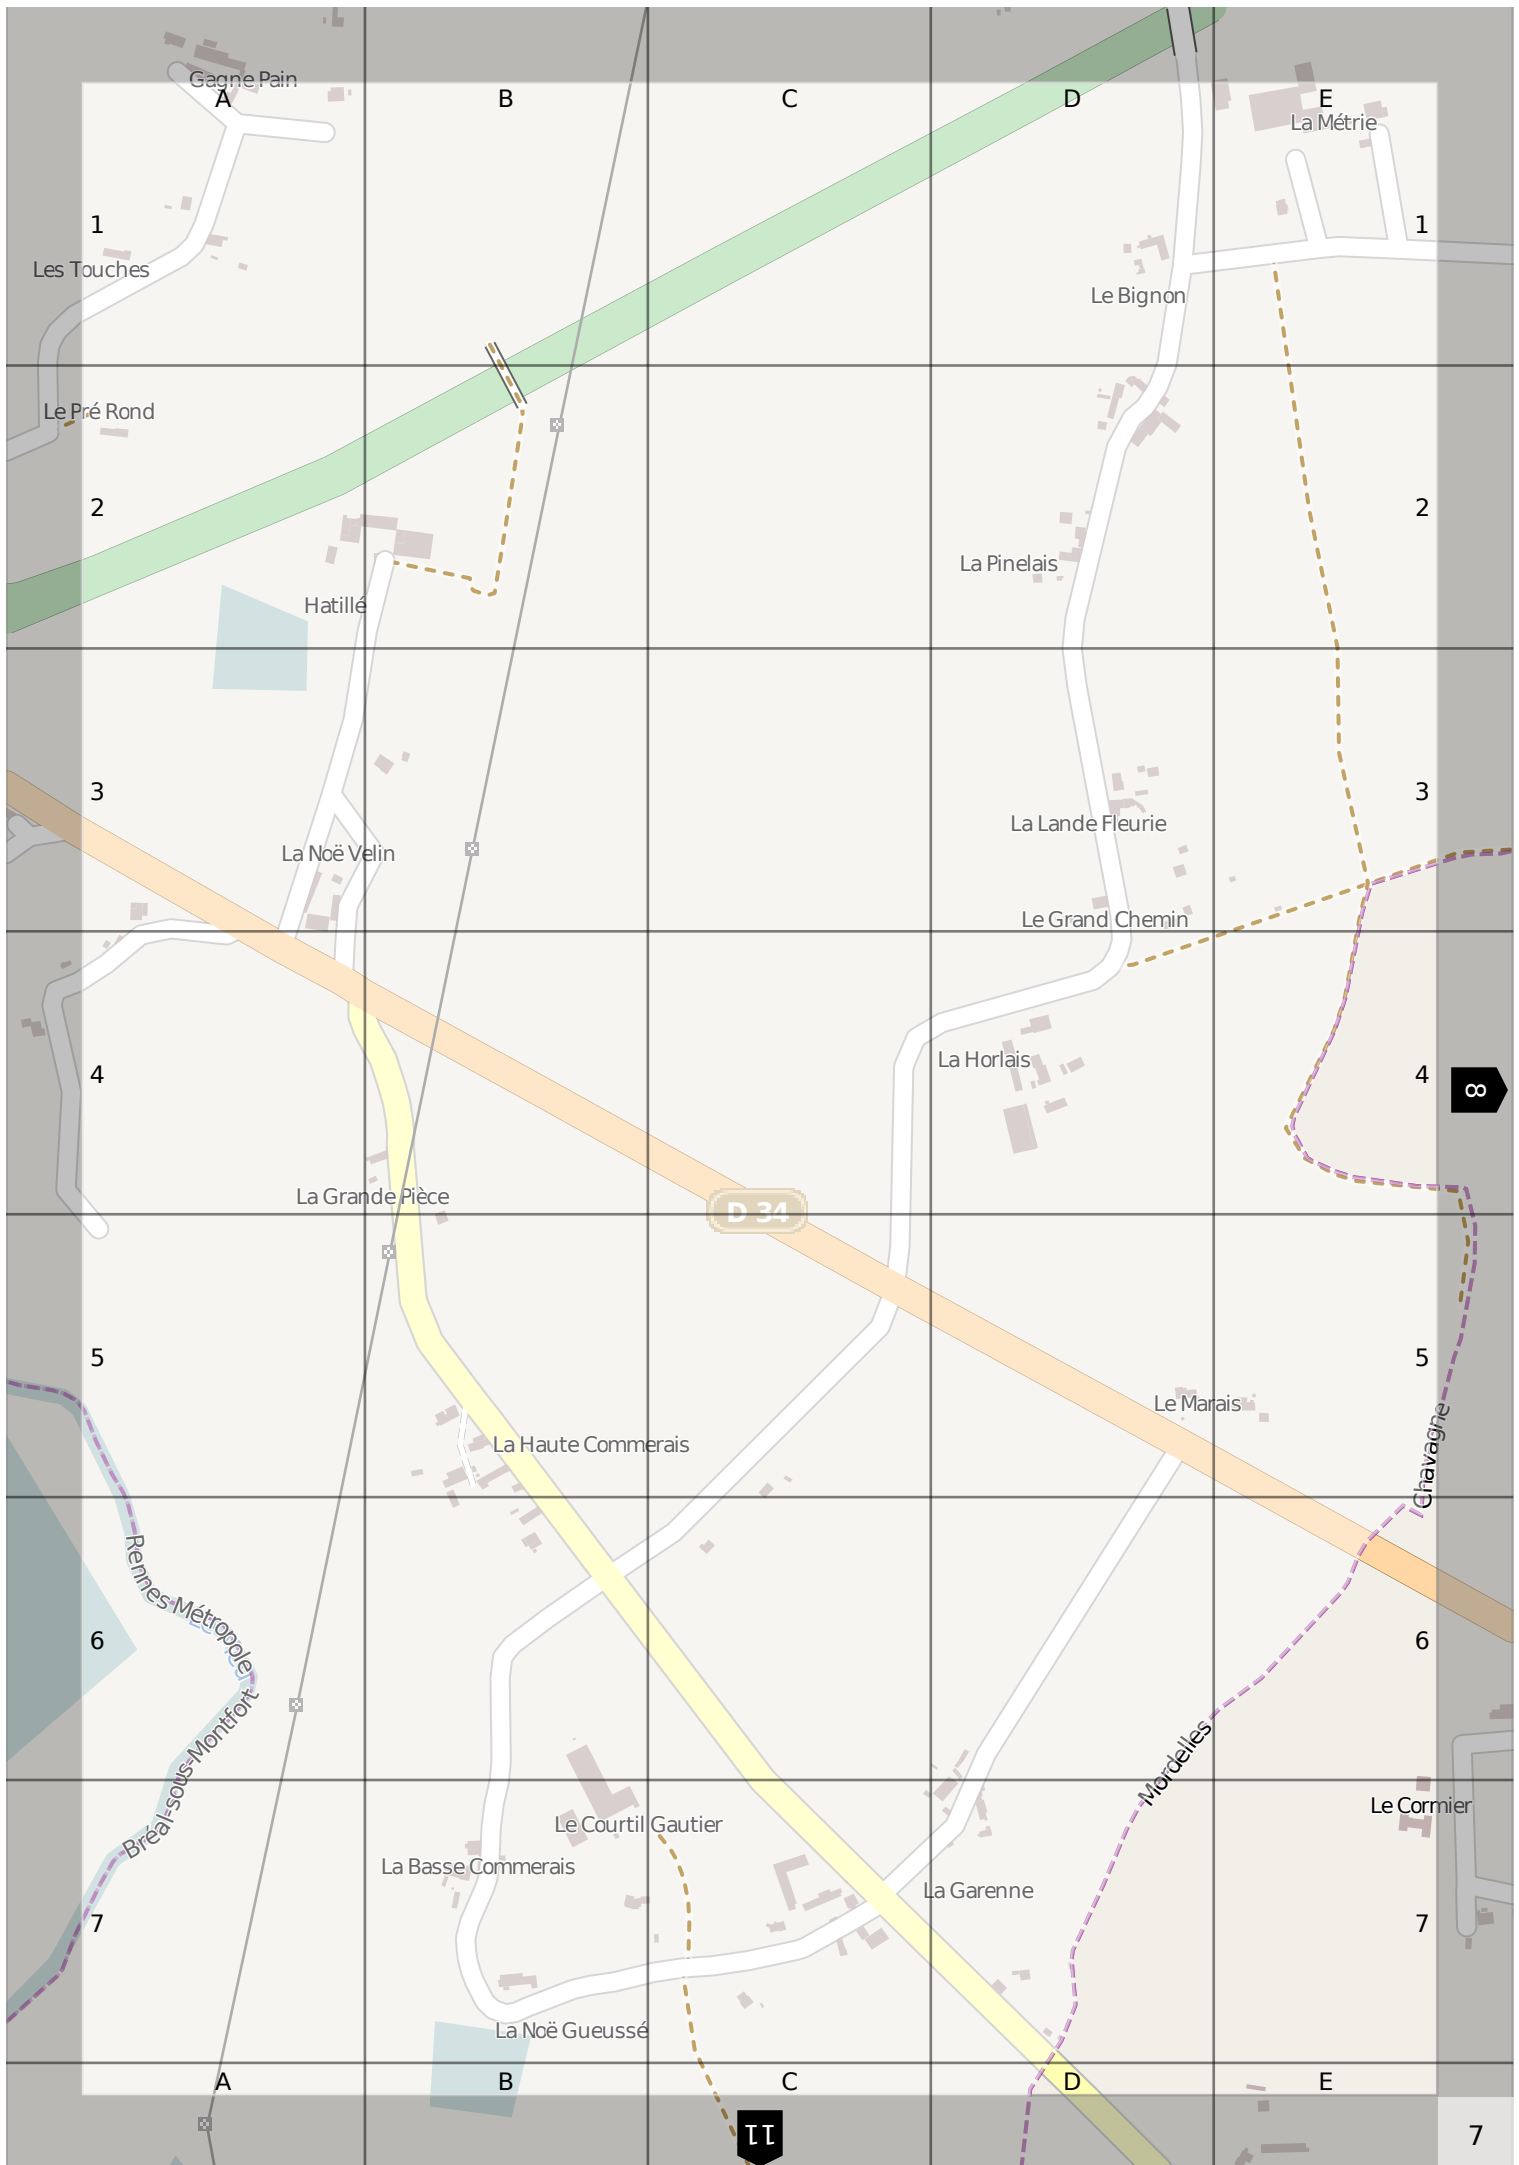 Gagne Pain
A
B
C
D
E
La Métrie
1
1
Les Touches
Le Bignon
Le Pré Rond
2
2
La Pinelais
Hatillé
3
3
La Lande Fleurie
La Noë Velin
Le Grand Chemin
La Horlais
4
4
8
La Grande Pièce
D 34
5
5
Le Marais
La Haute Commerais
Chavagne
Rennes Métropole
6
6
Bréal-sous-Montfort
Mordelles
Le Cormier
Le Courtil Gautier
La Basse Commerais
La Garenne
7
7
La Noë Gueussé
A
B
C
D
E
11
7